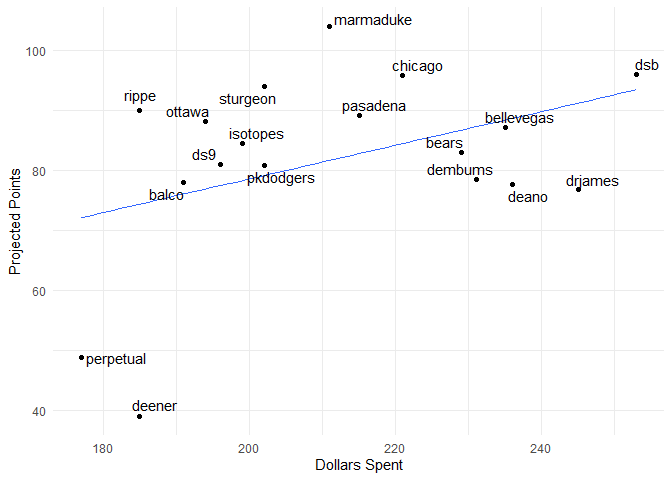 marmaduke
100
chicago
dsb
rippe
sturgeon
ottawa
pasadena
bellevegas
isotopes
bears
ds9
80
pkdodgers
dembums
drjames
balco
deano
Projected Points
60
perpetual
deener
40
180
200
220
240
Dollars Spent